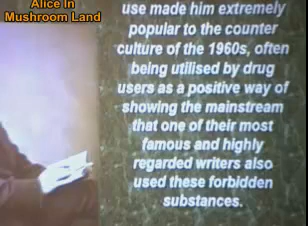 Alice In
Mushroom Land
use made him extremely
popular to the counter
culture of the 1960s, often
being utilised by drug
users as a positive way of
showing the mainstream
that one of their most
famous and highly
regarded writers also
used these forbidden
substances.